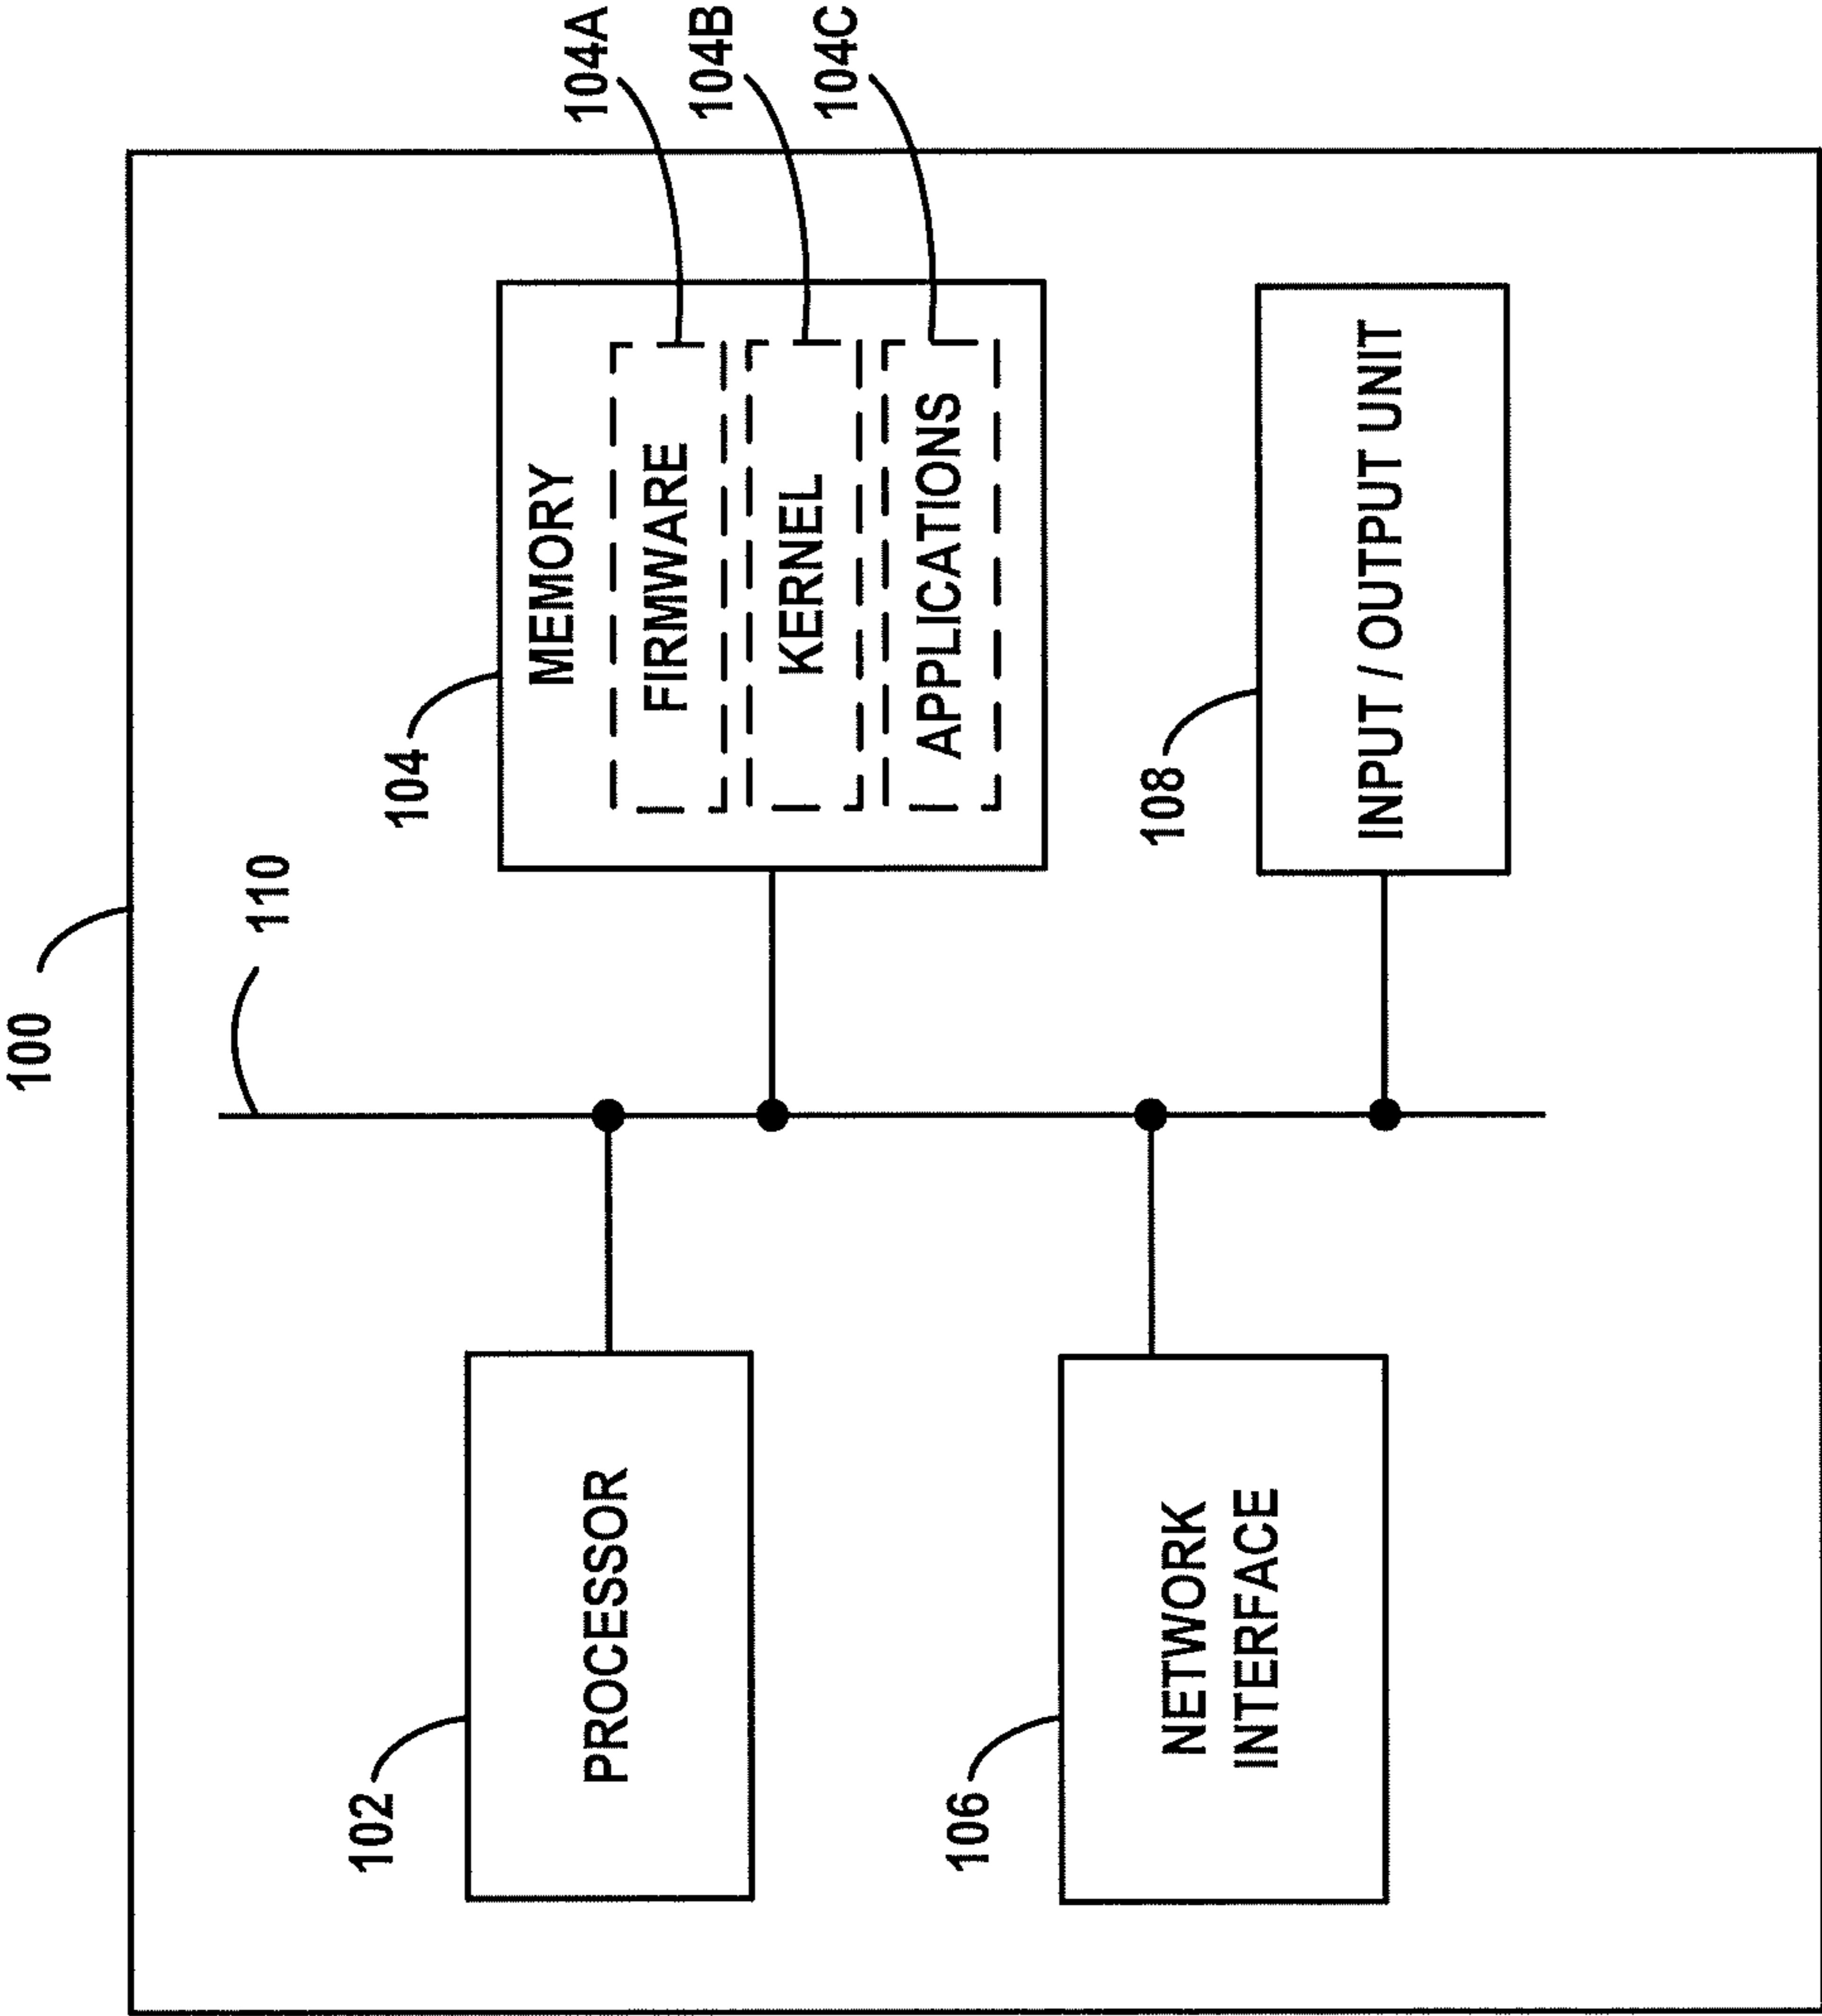 100
110
104
MEMORY
FIRMWARE
KERNEL
APPLICATIONS
104A
104B
104C
102
PROCESSOR
106
NETWORK
INTERFACE
108
INPUT / OUTPUT UNIT